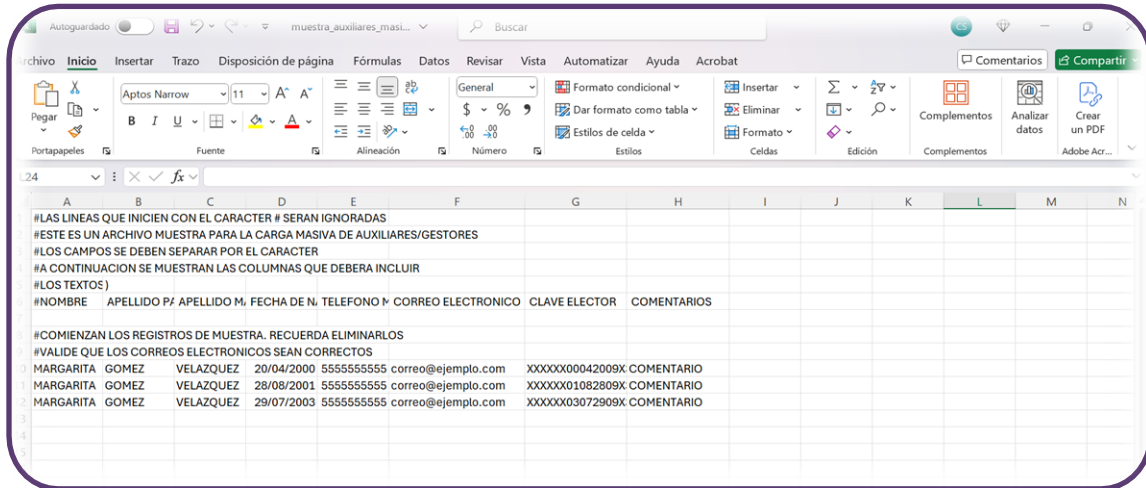 Autoguardado muestra_auxiliares_masi... Buscar CS
Archivo Inicio Insertar Trazo Disposición de página Fórmulas Datos Revisar Vista Automatizar Ayuda Acrobat Comentarios Compartir
Pegar Aptos Narrow 11 A^ A˅ ab General Formato condicional Insertar Σ Complementos Analizar datos Crear un PDF
N K S A $ % 9 Dar formato como tabla Eliminar
Estilos de celda Formato
Portapapeles Fuente Alineación Número Estilos Celdas Edición Complementos Adobe Acr...
L24 fx
A B C D E F G H I J K L M N
#LAS LINEAS QUE INICIEN CON EL CARACTER # SERAN IGNORADAS
#ESTE ES UN ARCHIVO MUESTRA PARA LA CARGA MASIVA DE AUXILIARES/GESTORES
#LOS CAMPOS SE DEBEN SEPARAR POR EL CARACTER
#A CONTINUACION SE MUESTRAN LAS COLUMNAS QUE DEBERA INCLUIR
#LOS TEXTOS )
#NOMBRE APELLIDO PA APELLIDO MA FECHA DE NA TELEFONO M CORREO ELECTRONICO CLAVE ELECTOR COMENTARIOS
#COMIENZAN LOS REGISTROS DE MUESTRA. RECUERDA ELIMINARLOS
#VALIDE QUE LOS CORREOS ELECTRONICOS SEAN CORRECTOS
MARGARITA GOMEZ VELAZQUEZ 20/04/2000 5555555555 correo@ejemplo.com XXXXXX00042009X COMENTARIO
MARGARITA GOMEZ VELAZQUEZ 28/08/2001 5555555555 correo@ejemplo.com XXXXXX01082809X COMENTARIO
MARGARITA GOMEZ VELAZQUEZ 29/07/2003 5555555555 correo@ejemplo.com XXXXXX03072909X COMENTARIO